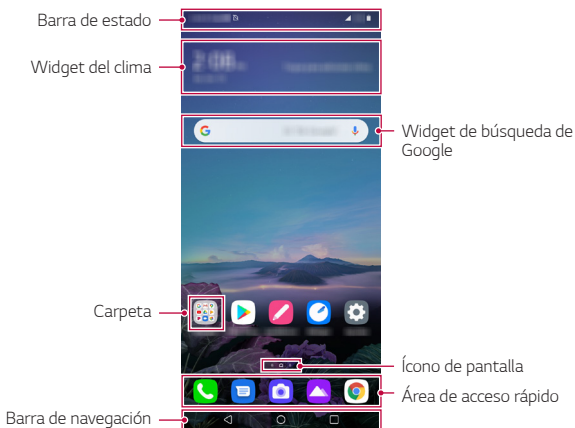 Barra de estado
Widget del clima
Widget de búsqueda de
Google
Carpeta
Ícono de pantalla
Área de acceso rápido
Barra de navegación